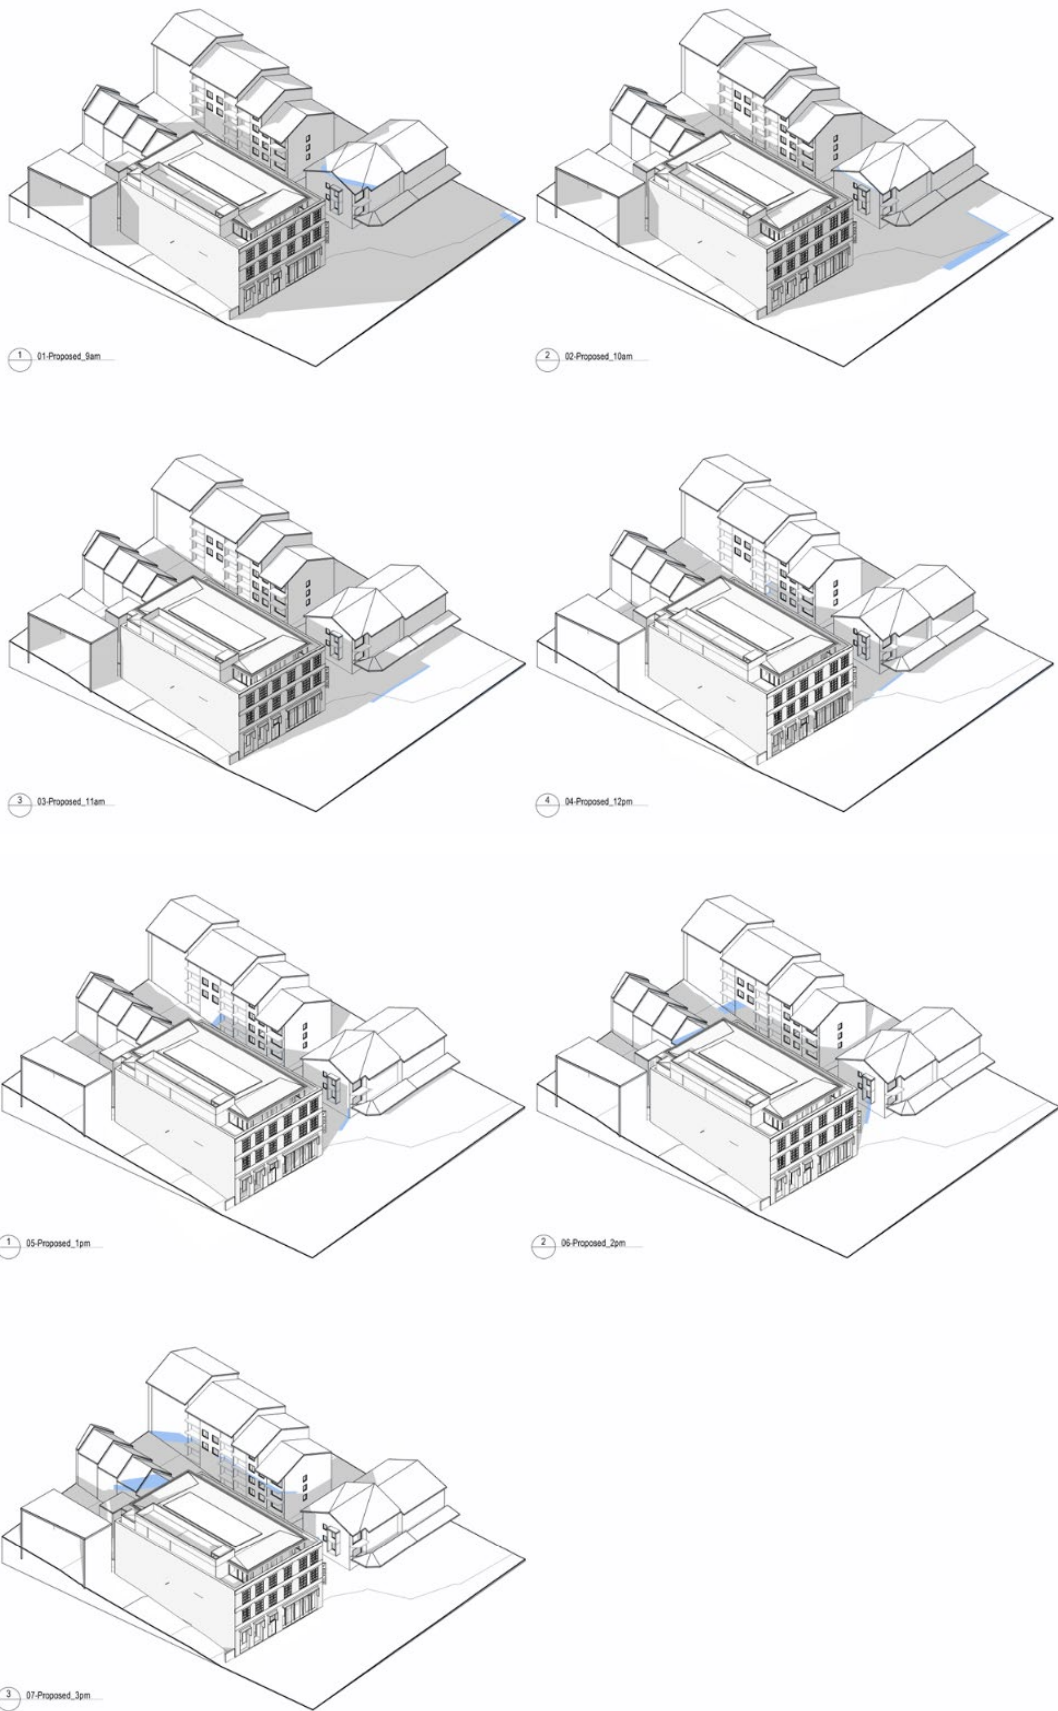 1 01-Proposed_9am
2 02-Proposed_10am
3 03-Proposed_11am
4 04-Proposed_12pm
1 05-Proposed_1pm
2 06-Proposed_2pm
3 07-Proposed_3pm